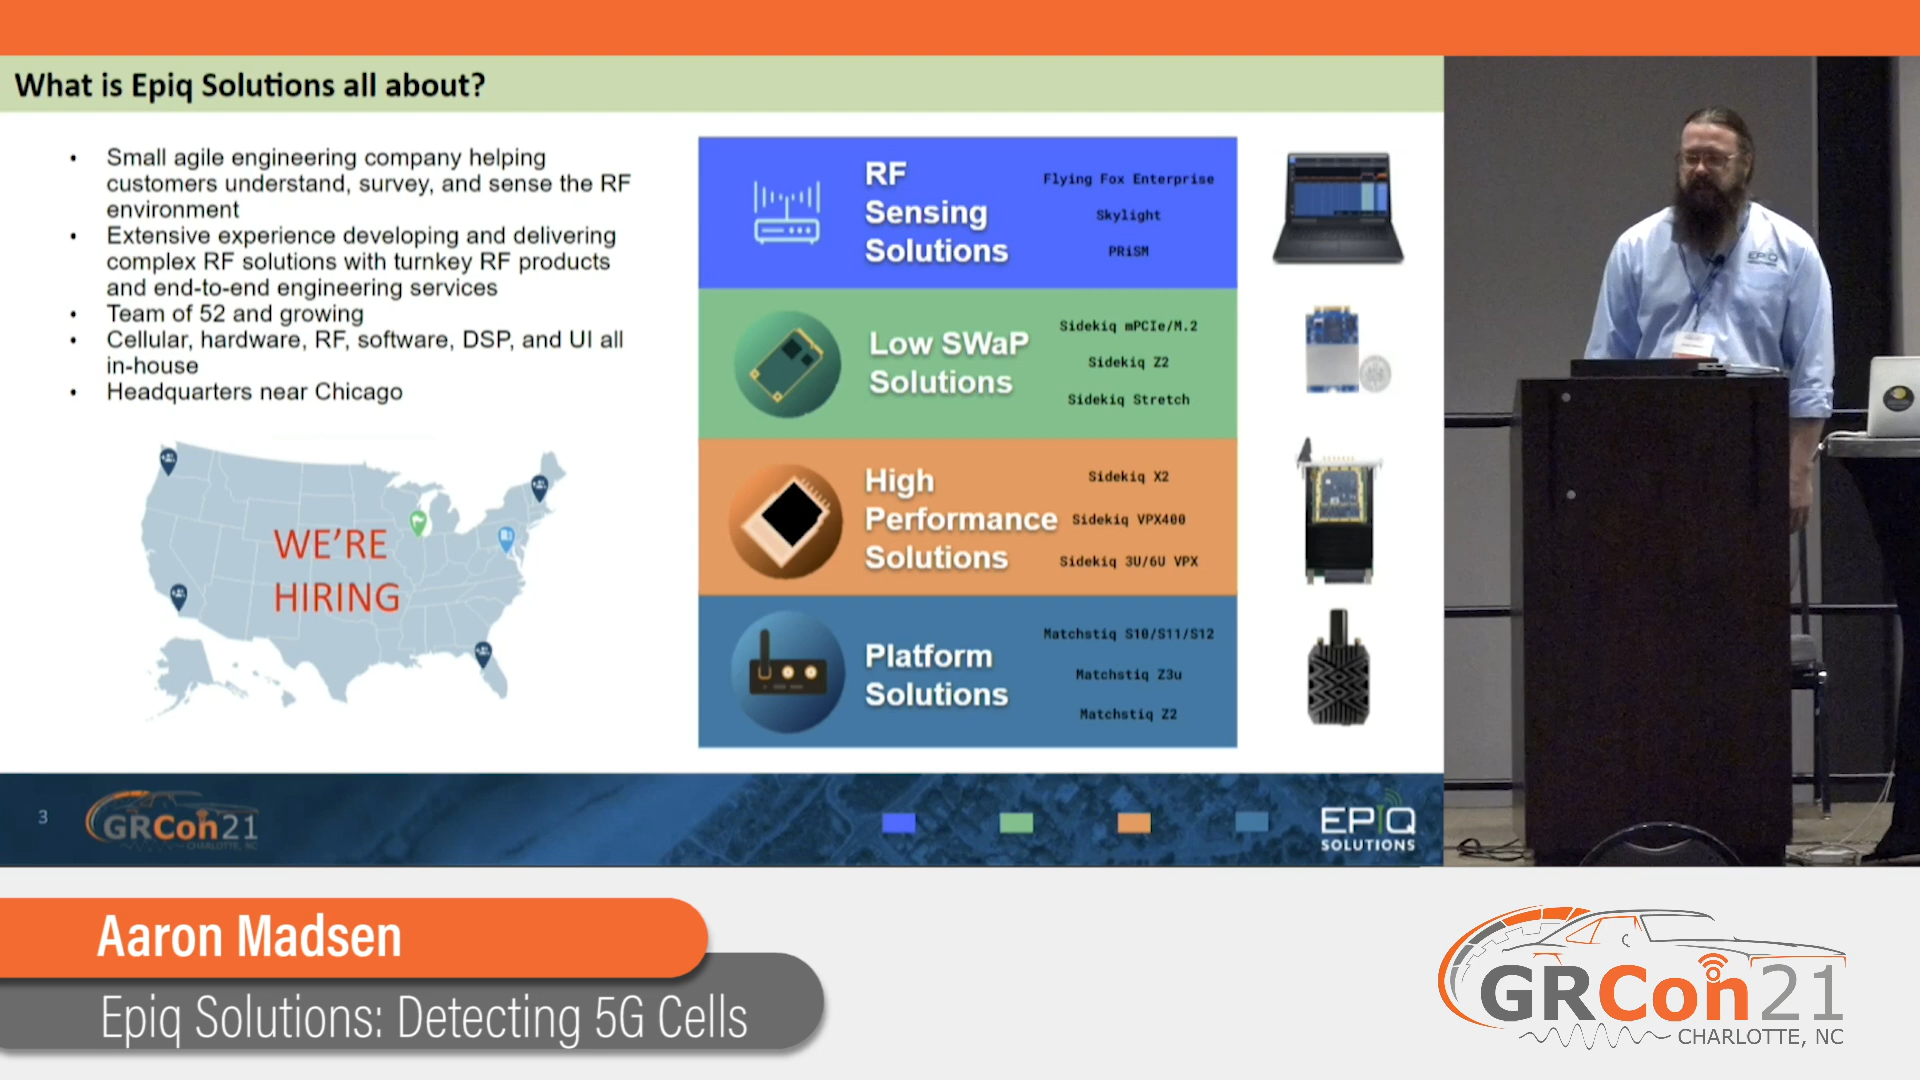 What is Epiq Solutions all about?
• Small agile engineering company helping
customers understand, survey, and sense the RF
environment
• Extensive experience developing and delivering
complex RF solutions with turnkey RF products
and end-to-end engineering services
• Team of 52 and growing
• Cellular, hardware, RF, software, DSP, and UI all
in-house
• Headquarters near Chicago
WE’RE
HIRING
RF
Sensing
Solutions
Flying Fox Enterprise
Skylight
PRiSM
Low SWaP
Solutions
Sidekiq mPCIe/M.2
Sidekiq Z2
Sidekiq Stretch
High
Performance
Solutions
Sidekiq X2
Sidekiq VPX400
Sidekiq 3U/6U VPX
Platform
Solutions
Matchstiq S10/S11/S12
Matchstiq Z3u
Matchstiq Z2
EPIQ
3
GRCon21
CHARLOTTE, NC
EPIQ
SOLUTIONS
Aaron Madsen
Epiq Solutions: Detecting 5G Cells
GRCon21
CHARLOTTE, NC